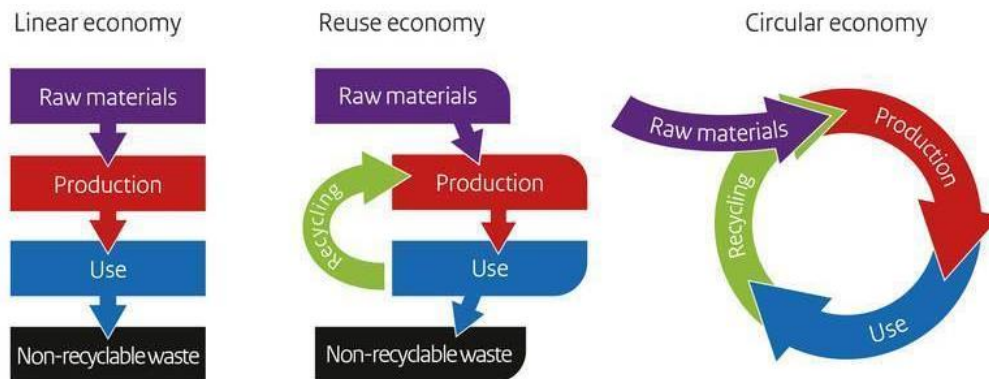 Linear economy
Raw materials
Production
Use
Non-recyclable waste
Reuse economy
Raw materials
Production
Recycling
Use
Non-recyclable waste
Circular economy
Raw materials
Production
Recycling
Use